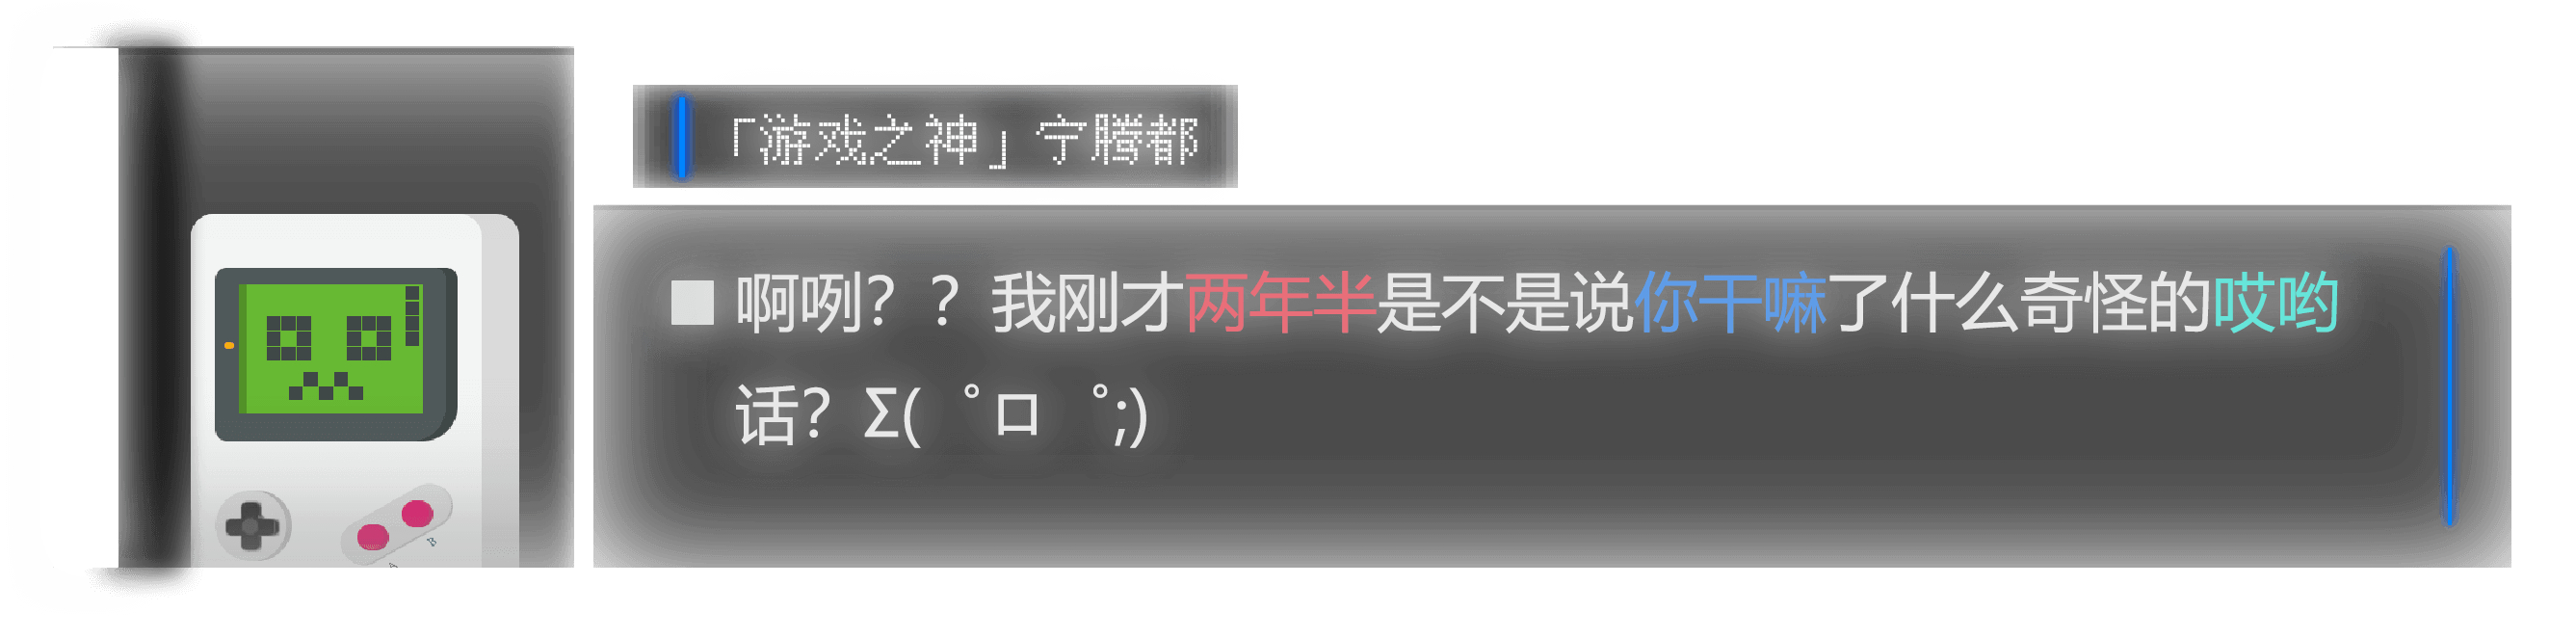 「游戏之神」宁腾都
啊咧？？我刚才两年半是不是说你干嘛了什么奇怪的哎哟
话？Σ(゜ロ゜;)
B
A